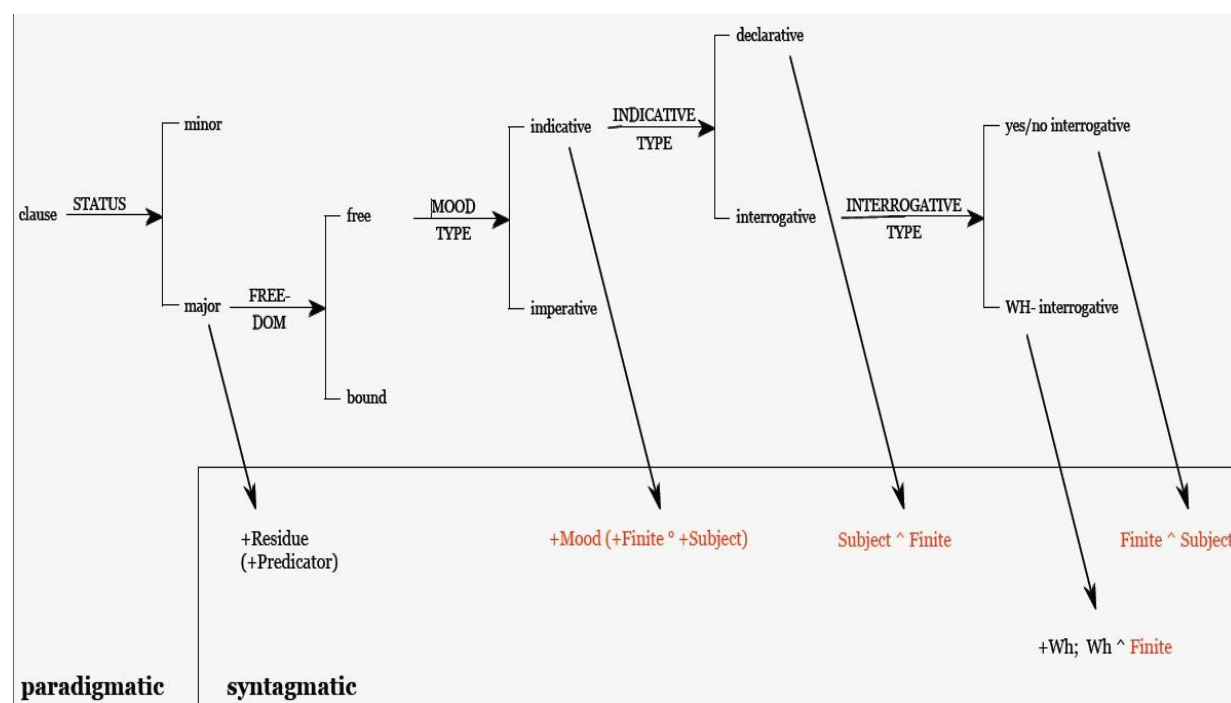 declarative
minor
indicative
INDICATIVE
TYPE
yes/no interrogative
clause
STATUS
free
MOOD
TYPE
interrogative
INTERROGATIVE
TYPE
major
FREE-
DOM
imperative
WH- interrogative
bound
+Residue
(+Predicator)
+Mood (+Finite ° +Subject)
Subject ^ Finite
Finite ^ Subject
+Wh; Wh ^ Finite
paradigmatic
syntagmatic